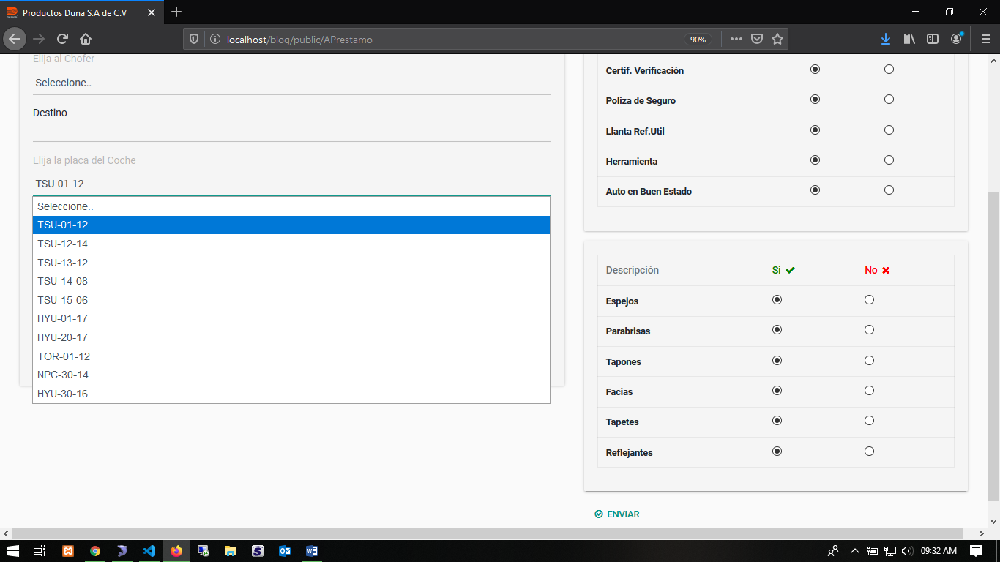 Productos Duna S.A de C.V
localhost/blog/public/APrestamo
90%
Elija al Chofer
Seleccione..
Destino
Elija la placa del Coche
TSU-01-12
Seleccione..
TSU-01-12
TSU-12-14
TSU-13-12
TSU-14-08
TSU-15-06
HYU-01-17
HYU-20-17
TOR-01-12
NPC-30-14
HYU-30-16
Certif. Verificación
Poliza de Seguro
Llanta Ref.Util
Herramienta
Auto en Buen Estado
Descripción Si No
Espejos
Parabrisas
Tapones
Facias
Tapetes
Reflejantes
ENVIAR
09:32 AM